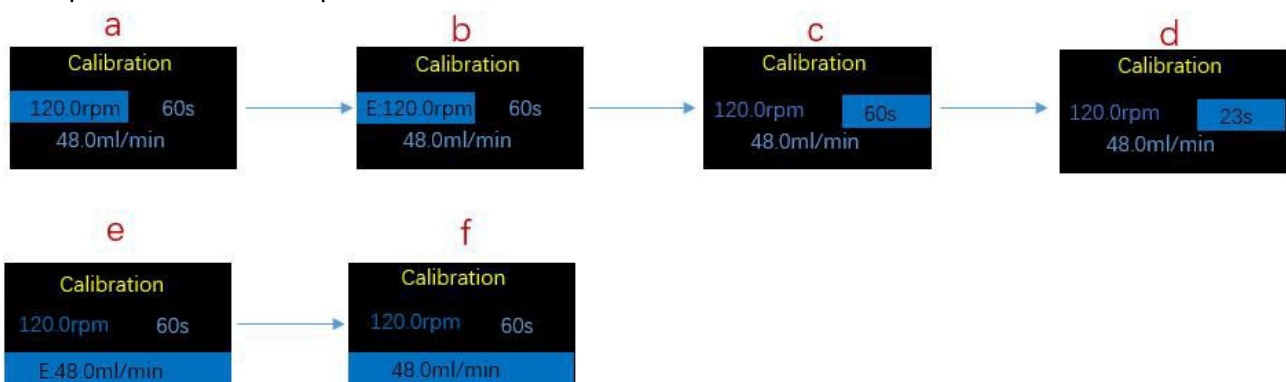 a
Calibration
120.0rpm 60s
48.0ml/min
b
Calibration
E:120.0rpm 60s
48.0ml/min
c
Calibration
120.0rpm 60s
48.0ml/min
d
Calibration
120.0rpm 23s
48.0ml/min
e
Calibration
120.0rpm 60s
E:48.0ml/min
f
Calibration
120.0rpm 60s
48.0ml/min